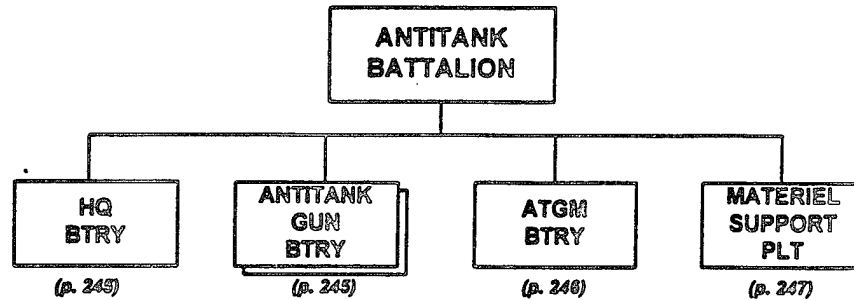 ANTITANK
BATTALION
HQ
BTRY
(p. 245)
ANTITANK
GUN
BTRY
(p. 245)
ATGM
BTRY
(p. 246)
MATERIEL
SUPPORT
PLT
(p. 247)